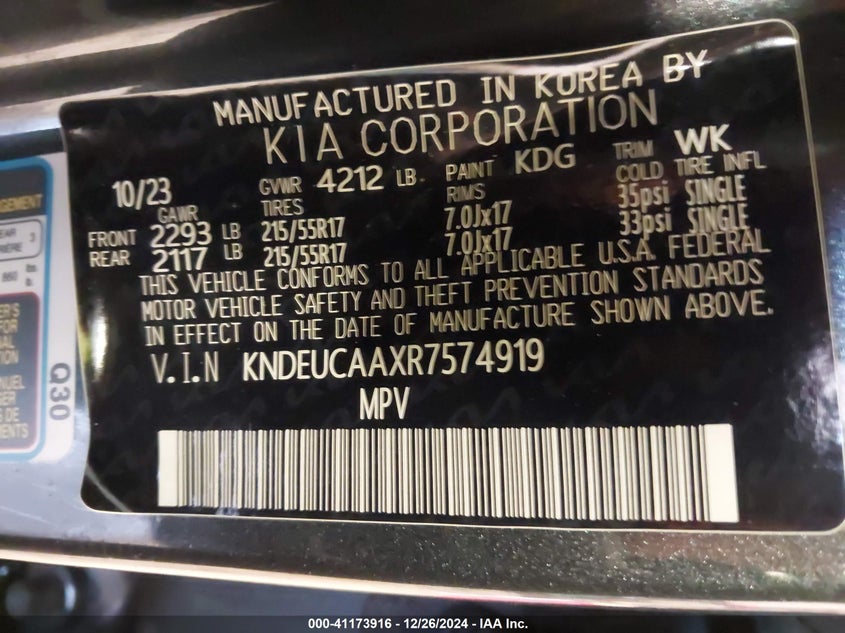 MANUFACTURED IN KOREA BY
KIA CORPORATION
10/23 GVWR 4212 LB PAINT KDG TRIM WK
GAWR TIRES RIMS COLD TIRE INFL
FRONT 2293 LB 215/55R17 7.0Jx17 35psi SINGLE
REAR 2117 LB 215/55R17 7.0Jx17 33psi SINGLE
THIS VEHICLE CONFORMS TO ALL APPLICABLE U.S.A. FEDERAL
MOTOR VEHICLE SAFETY AND THEFT PREVENTION STANDARDS
IN EFFECT ON THE DATE OF MANUFACTURE SHOWN ABOVE.
V.I.N KNDEUCAAXR7574919
MPV
Q30
000-41173916 - 12/26/2024 - IAA Inc.